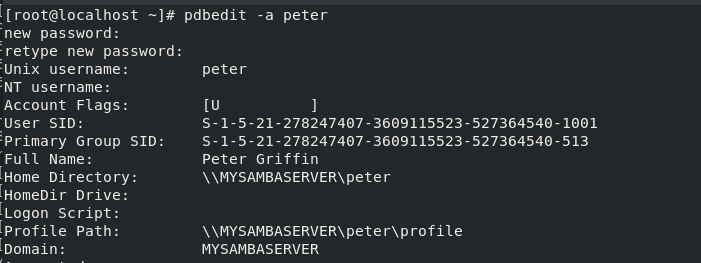 [root@localhost ~]# pdbedit -a peter
new password:
retype new password:
Unix username:        peter
NT username:
Account Flags:        [U          ]
User SID:             S-1-5-21-278247407-3609115523-527364540-1001
Primary Group SID:    S-1-5-21-278247407-3609115523-527364540-513
Full Name:            Peter Griffin
Home Directory:       \\MYSAMBASERVER\peter
HomeDir Drive:
Logon Script:
Profile Path:         \\MYSAMBASERVER\peter\profile
Domain:               MYSAMBASERVER